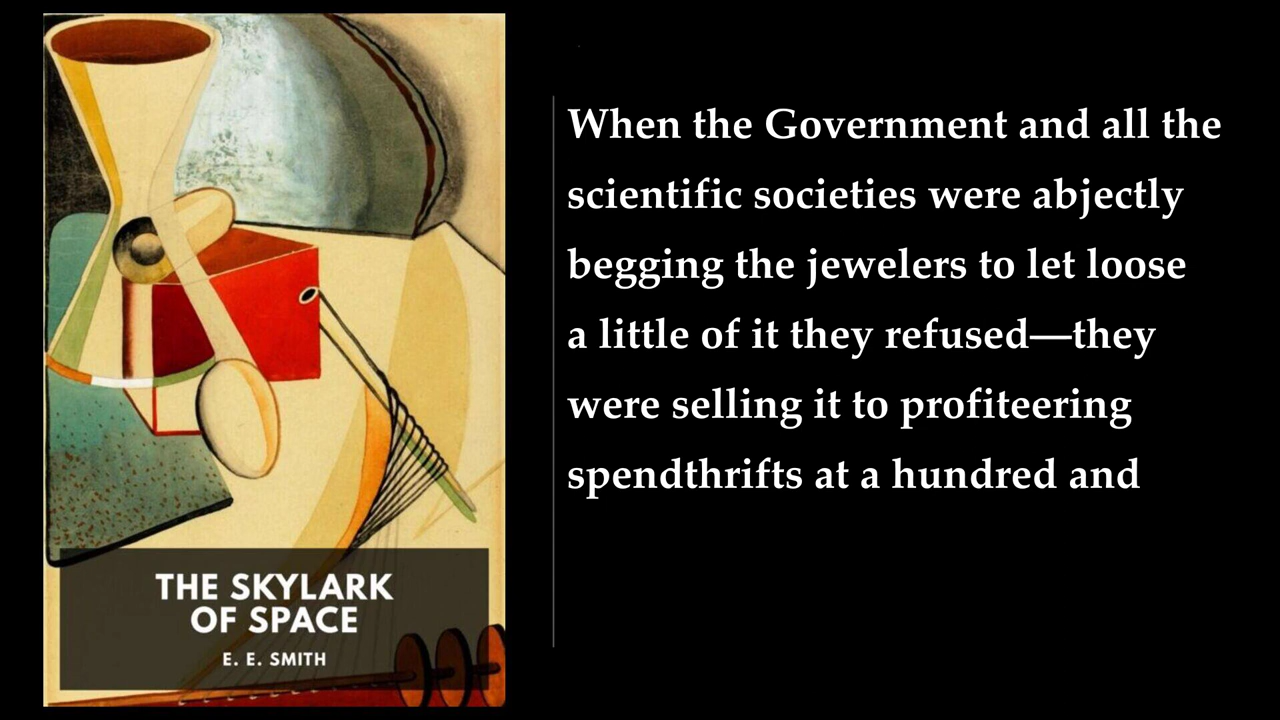 THE SKYLARK
OF SPACE
E. E. SMITH
When the Government and all the
scientific societies were abjectly
begging the jewelers to let loose
a little of it they refused—they
were selling it to profiteering
spendthrifts at a hundred and